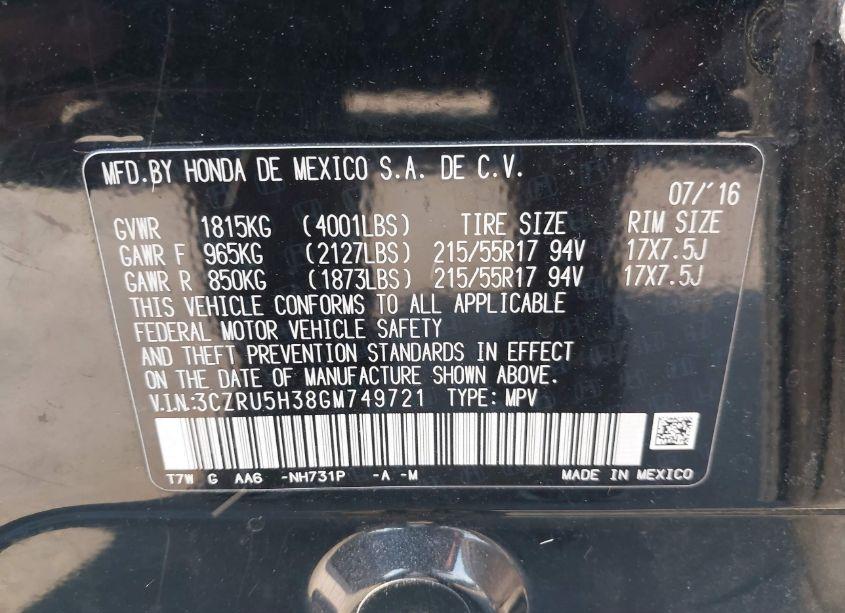 MFD.BY HONDA DE MEXICO S.A. DE C.V.
07/'16
GVWR 1815KG (4001LBS) TIRE SIZE RIM SIZE
GAWR F 965KG (2127LBS) 215/55R17 94V 17X7.5J
GAWR R 850KG (1873LBS) 215/55R17 94V 17X7.5J
THIS VEHICLE CONFORMS TO ALL APPLICABLE
FEDERAL MOTOR VEHICLE SAFETY
AND THEFT PREVENTION STANDARDS IN EFFECT
ON THE DATE OF MANUFACTURE SHOWN ABOVE.
V.I.N.:3CZRU5H38GM749721 TYPE: MPV
T7W G AA6 -NH731P -A -M MADE IN MEXICO